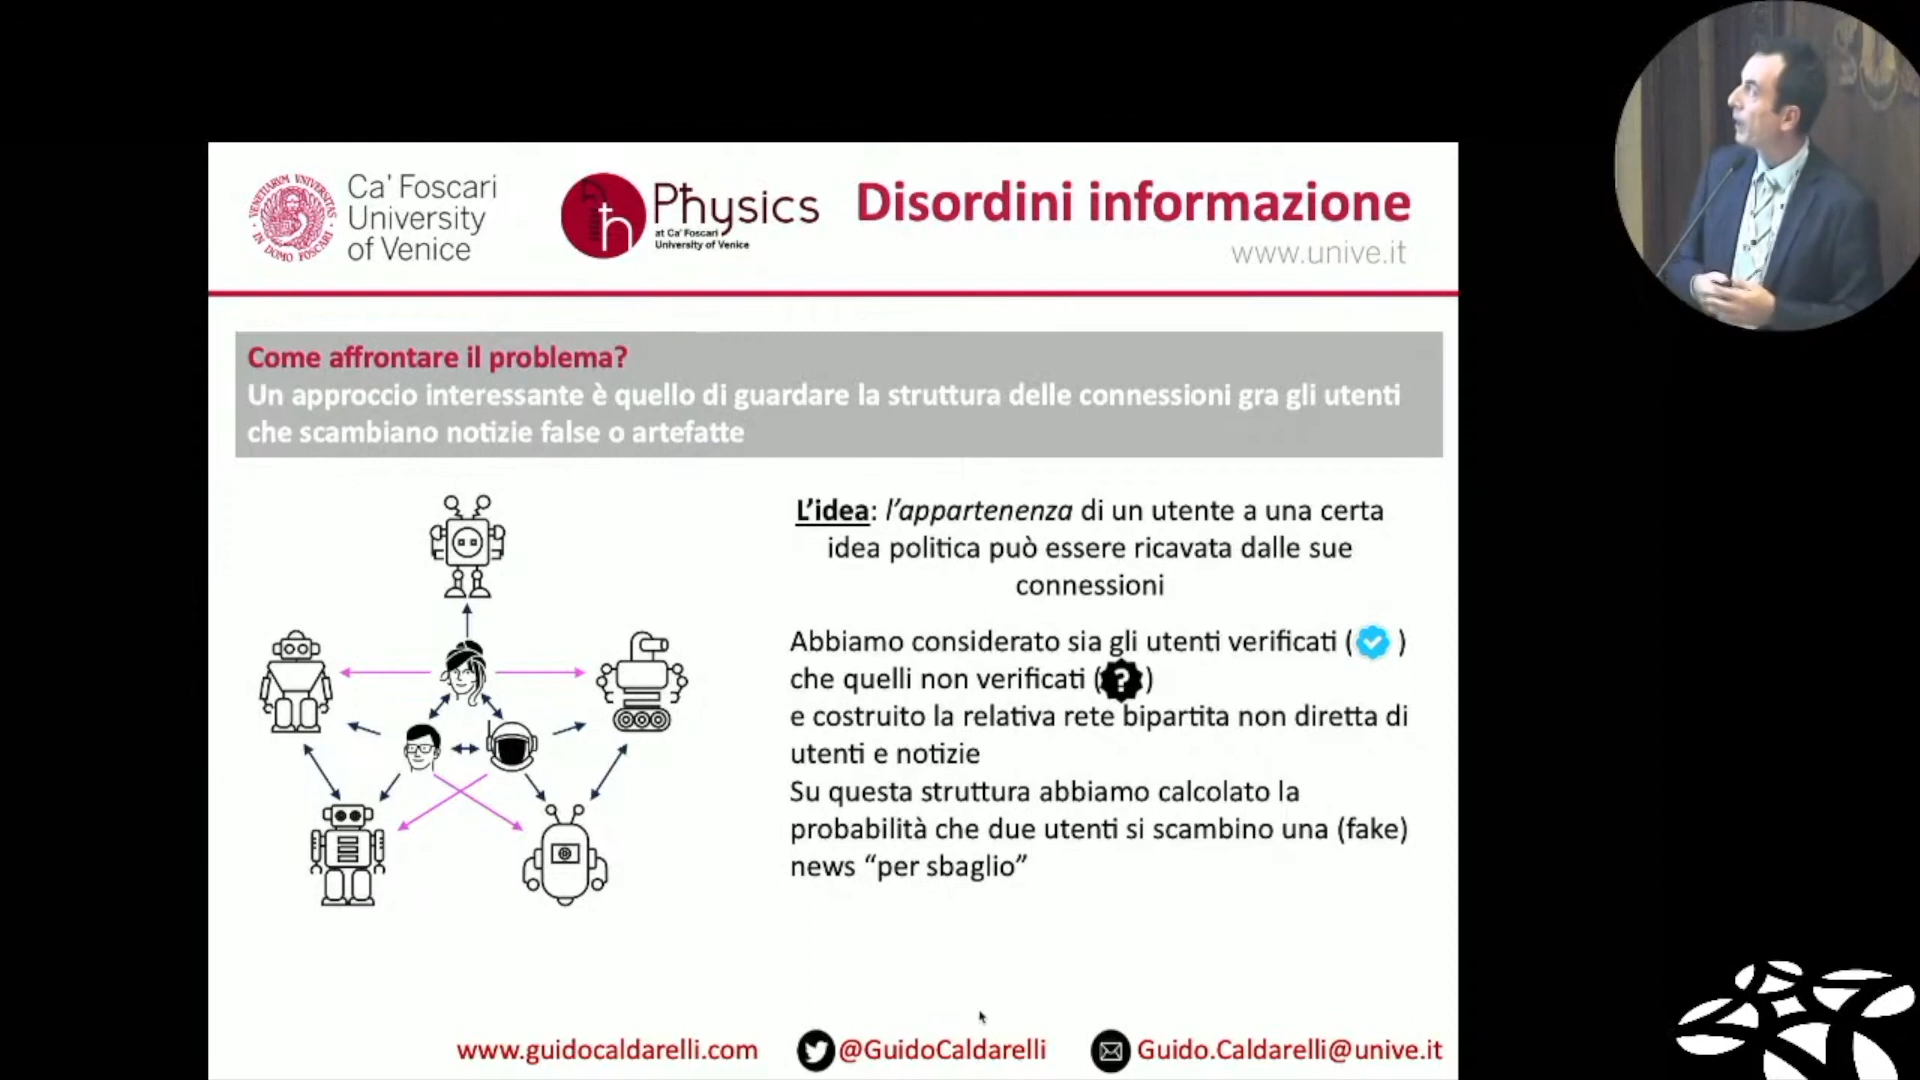 Ca' Foscari
University
of Venice
Physics
at Ca' Foscari
University of Venice
Disordini informazione
www.unive.it
Come affrontare il problema?
Un approccio interessante è quello di guardare la struttura delle connessioni gra gli utenti
che scambiano notizie false o artefatte
L'idea: l'appartenenza di un utente a una certa
idea politica può essere ricavata dalle sue
connessioni
Abbiamo considerato sia gli utenti verificati ( )
che quelli non verificati (?)
e costruito la relativa rete bipartita non diretta di
utenti e notizie
Su questa struttura abbiamo calcolato la
probabilità che due utenti si scambino una (fake)
news “per sbaglio”
www.guidocaldarelli.com
@GuidoCaldarelli
Guido.Caldarelli@unive.it